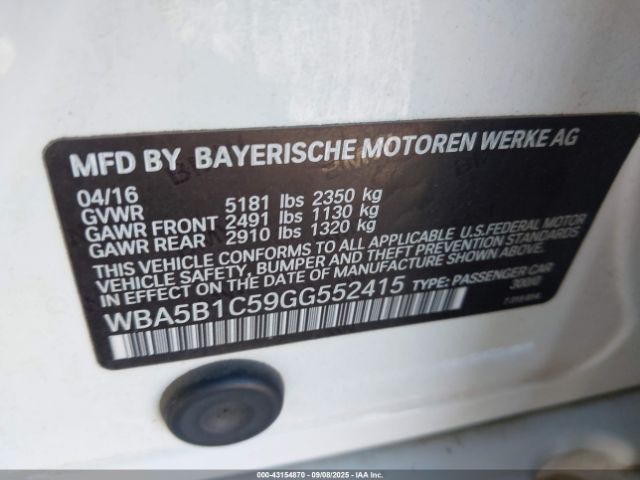 MFD BY BAYERISCHE MOTOREN WERKE AG
04/16
GVWR 5181 lbs 2350 kg
GAWR FRONT 2491 lbs 1130 kg
GAWR REAR 2910 lbs 1320 kg
THIS VEHICLE CONFORMS TO ALL APPLICABLE U.S.FEDERAL MOTOR
VEHICLE SAFETY, BUMPER AND THEFT PREVENTION STANDARDS
IN EFFECT ON THE DATE OF MANUFACTURE SHOWN ABOVE.
WBA5B1C59GG552415 TYPE: PASSENGER CAR
300/0
000-43154870 - 09/08/2025 - IAA Inc.